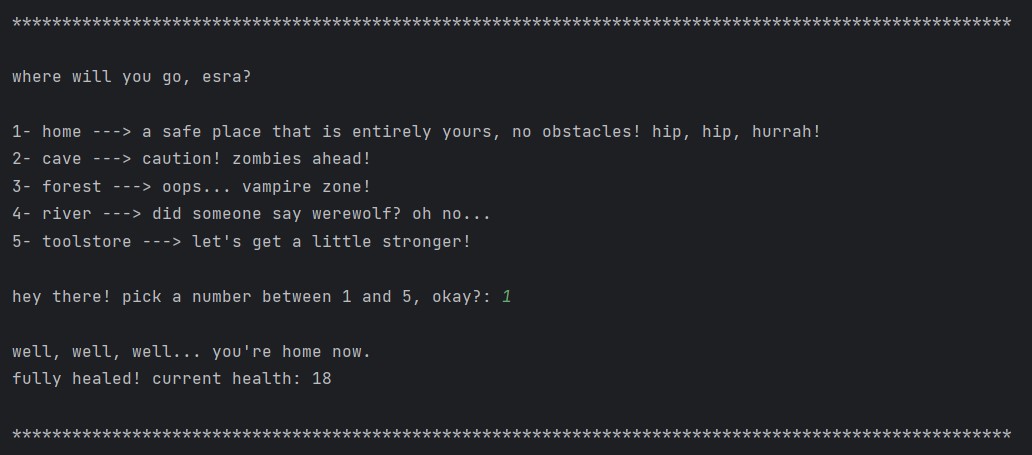 ****************************************************************************************************
where will you go, esra?
1- home ---> a safe place that is entirely yours, no obstacles! hip, hip, hurrah!
2- cave ---> caution! zombies ahead!
3- forest ---> oops... vampire zone!
4- river ---> did someone say werewolf? oh no...
5- toolstore ---> let's get a little stronger!
hey there! pick a number between 1 and 5, okay?: 1
well, well, well... you're home now.
fully healed! current health: 18
****************************************************************************************************